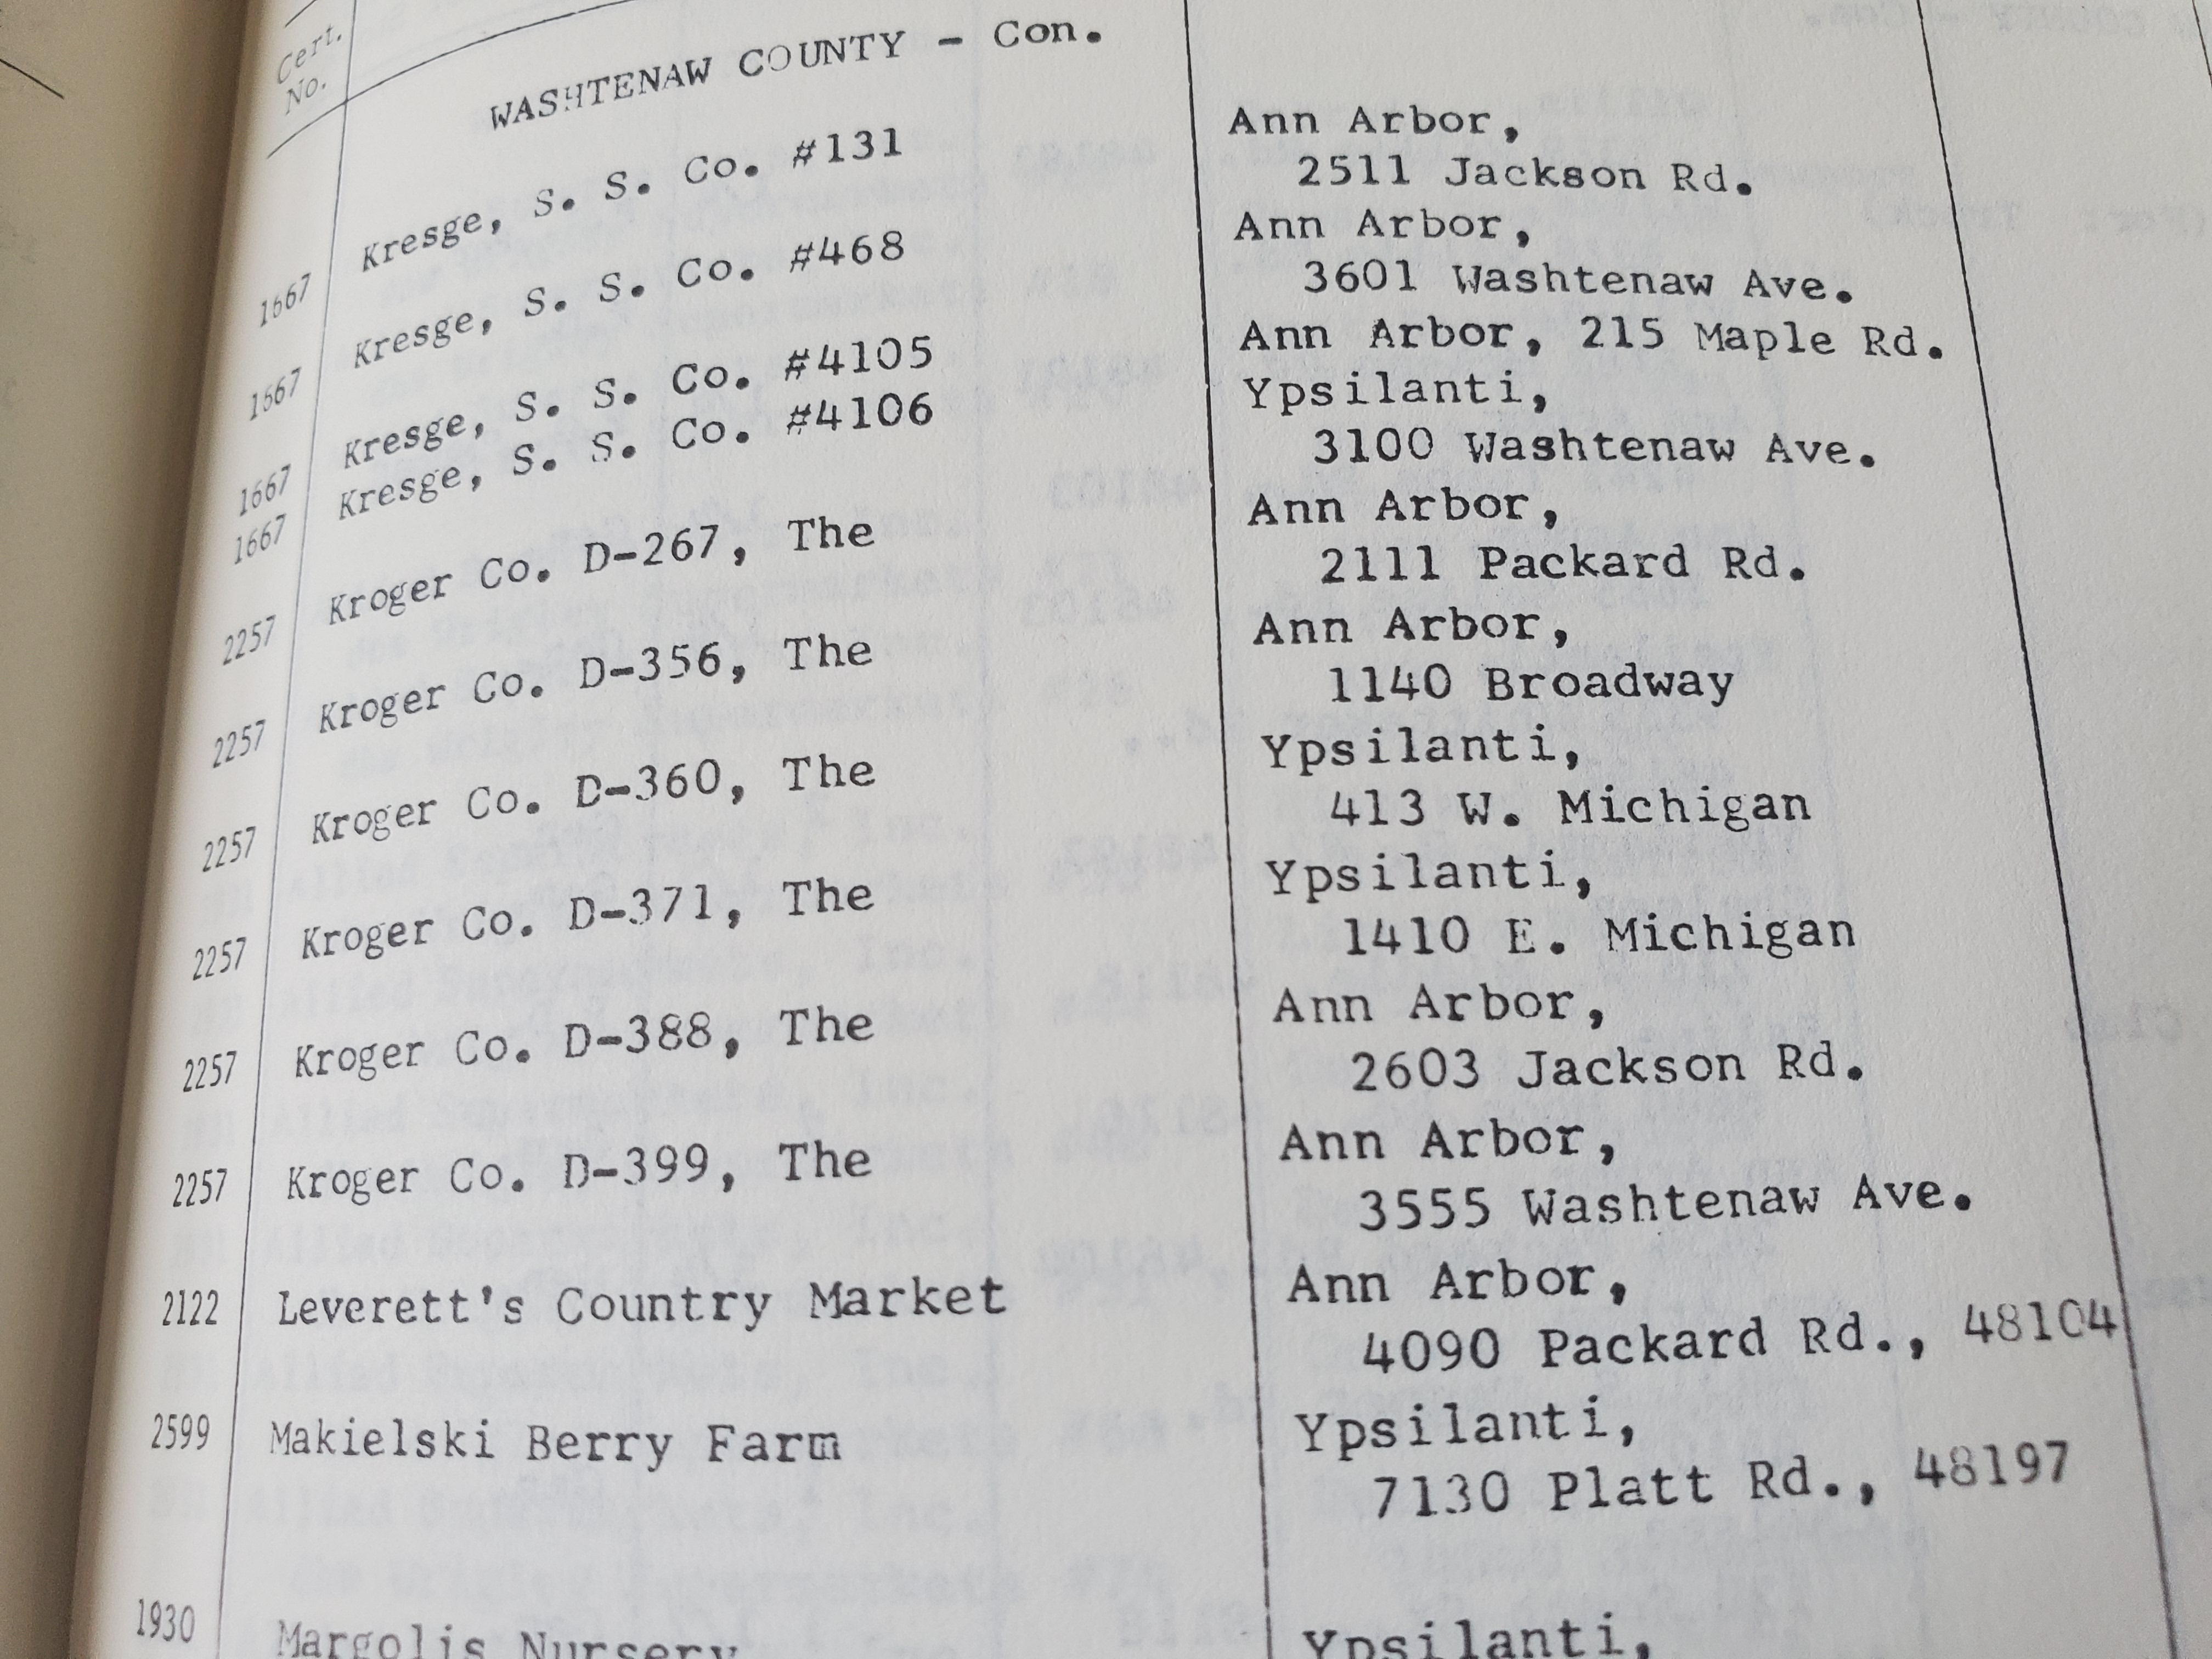 Cert.
No.
WASHTENAW COUNTY - Con.
1667 Kresge, S. S. Co. #131 Ann Arbor,
2511 Jackson Rd.
1667 Kresge, S. S. Co. #468 Ann Arbor,
3601 Washtenaw Ave.
1667 Kresge, S. S. Co. #4105 Ann Arbor, 215 Maple Rd.
1667 Kresge, S. S. Co. #4106 Ypsilanti,
3100 Washtenaw Ave.
2257 Kroger Co. D-267, The Ann Arbor,
2111 Packard Rd.
2257 Kroger Co. D-356, The Ann Arbor,
1140 Broadway
2257 Kroger Co. D-360, The Ypsilanti,
413 W. Michigan
2257 Kroger Co. D-371, The Ypsilanti,
1410 E. Michigan
2257 Kroger Co. D-388, The Ann Arbor,
2603 Jackson Rd.
2257 Kroger Co. D-399, The Ann Arbor,
3555 Washtenaw Ave.
2122 Leverett's Country Market Ann Arbor,
4090 Packard Rd., 48104
2599 Makielski Berry Farm Ypsilanti,
7130 Platt Rd., 48197
1930 Margolis Nursery Ypsilanti,